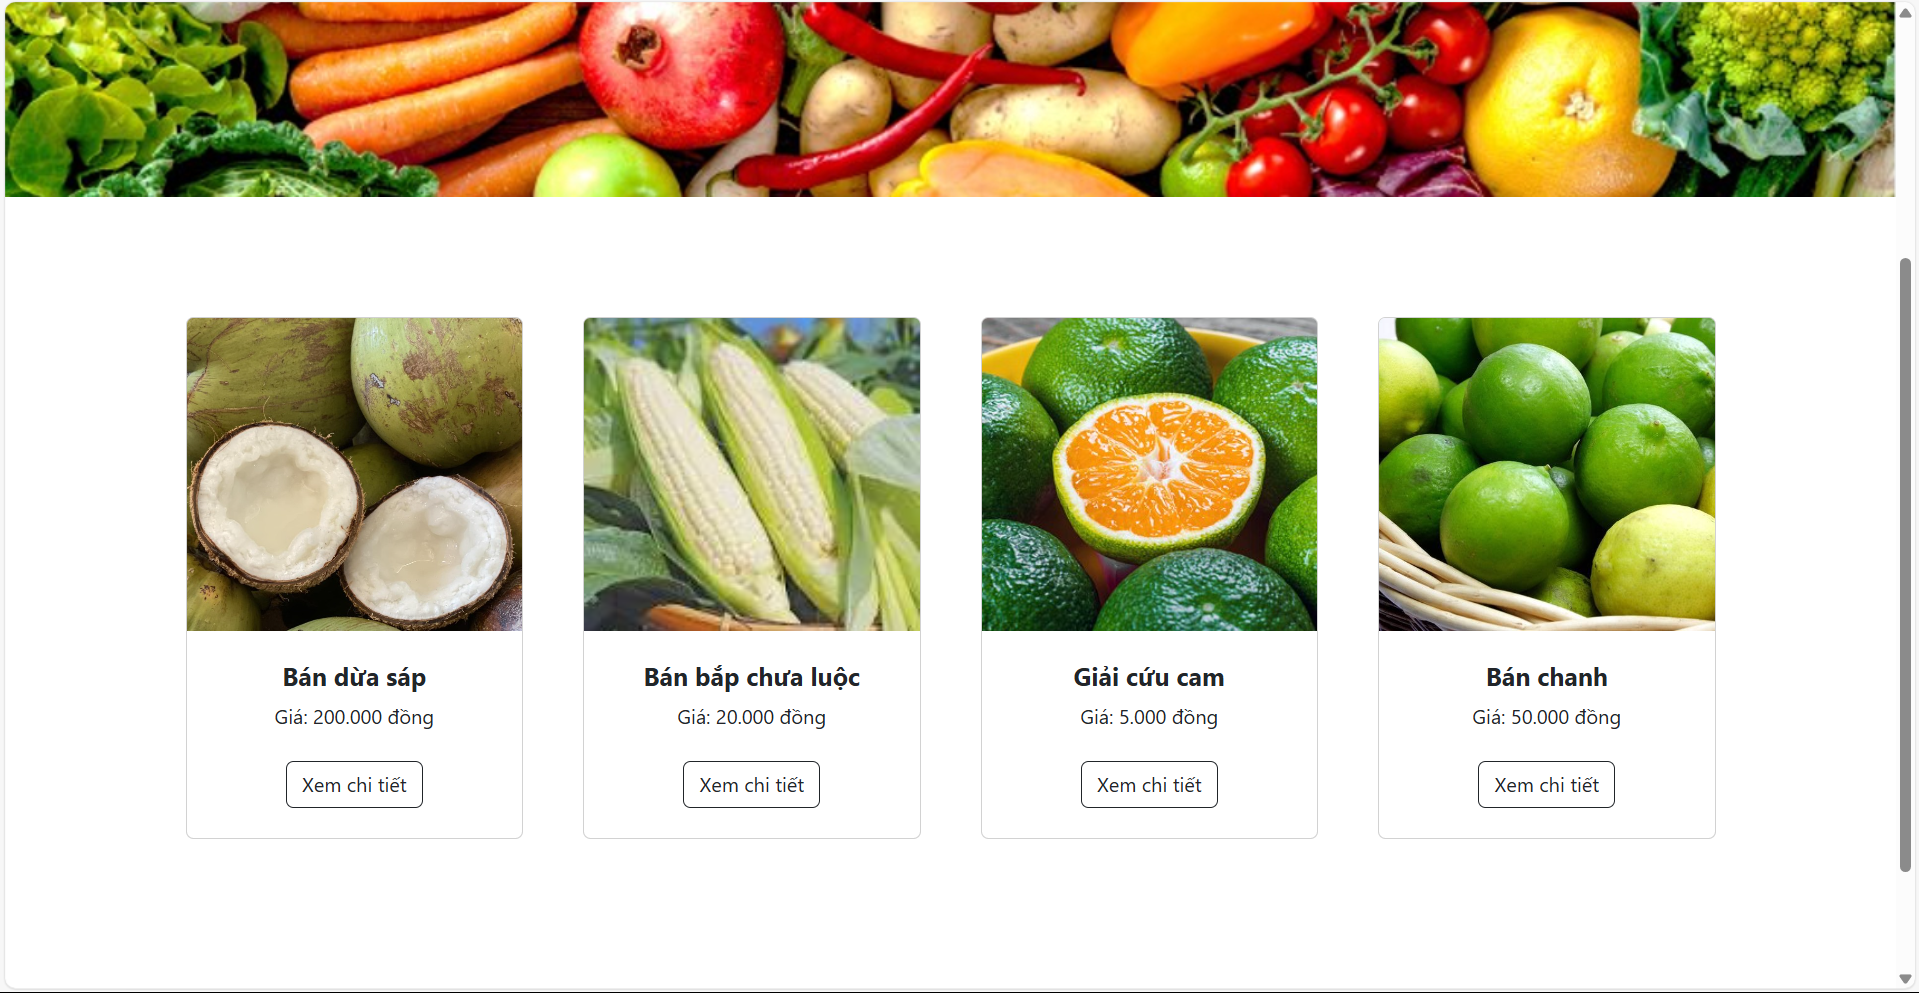 Bán dừa sáp
Giá: 200.000 đồng
Xem chi tiết
Bán bắp chưa luộc
Giá: 20.000 đồng
Xem chi tiết
Giải cứu cam
Giá: 5.000 đồng
Xem chi tiết
Bán chanh
Giá: 50.000 đồng
Xem chi tiết